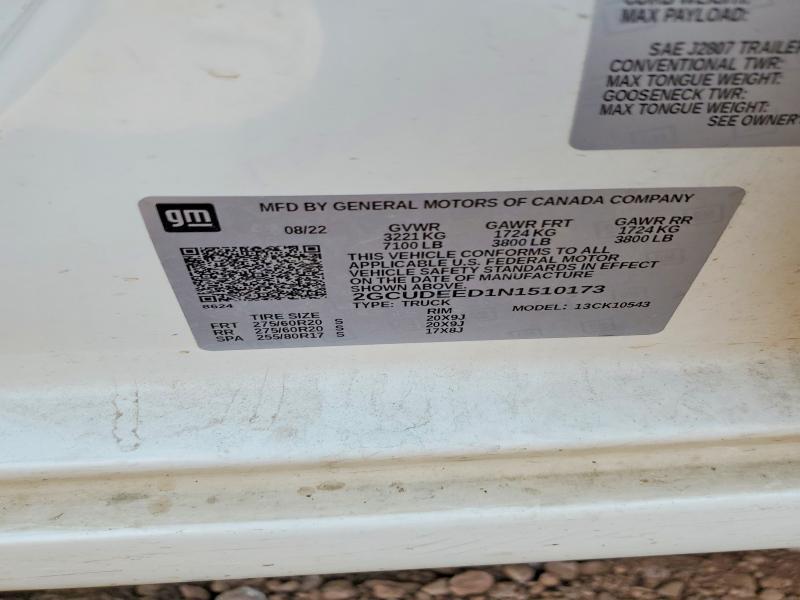 MAX PAYLOAD:
SAE J2807 TRAILER
CONVENTIONAL TWR:
MAX TONGUE WEIGHT:
GOOSENECK TWR:
MAX TONGUE WEIGHT:
SEE OWNER'
gm
MFD BY GENERAL MOTORS OF CANADA COMPANY
08/22 GVWR GAWR FRT GAWR RR
3221 KG 1724 KG 1724 KG
7100 LB 3800 LB 3800 LB
THIS VEHICLE CONFORMS TO ALL
APPLICABLE U.S. FEDERAL MOTOR
VEHICLE SAFETY STANDARDS IN EFFECT
ON THE DATE OF MANUFACTURE
SHOWN ABOVE.
2GCUDEED1N1510173
8624
TYPE: TRUCK MODEL: 13CK10543
TIRE SIZE RIM
FRT 275/60R20 S 20X9J
RR 275/60R20 S 20X9J
SPA 255/80R17 S 17X8J